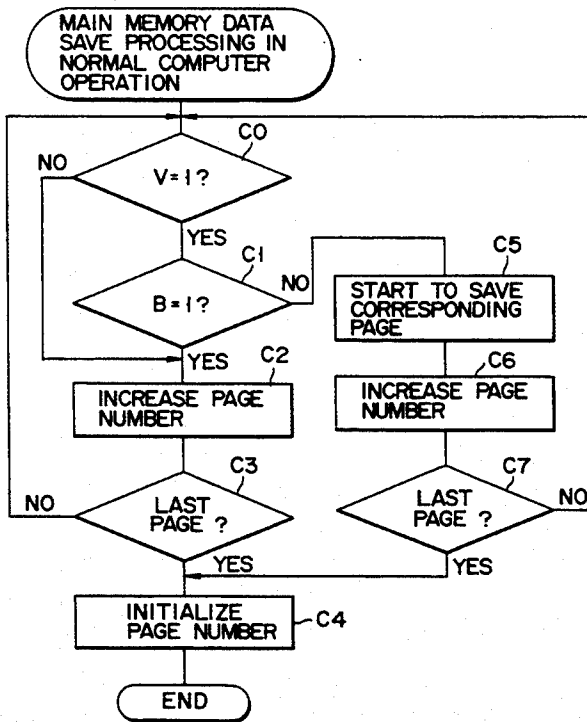 MAIN MEMORY DATA
SAVE PROCESSING IN
NORMAL COMPUTER
OPERATION
C0
NO
V=1?
YES
C1
B=1?
NO
YES
C5
START TO SAVE
CORRESPONDING
PAGE
C2
INCREASE PAGE
NUMBER
C6
INCREASE PAGE
NUMBER
C3
NO
LAST
PAGE ?
YES
C7
LAST
PAGE ?
NO
YES
INITIALIZE
PAGE NUMBER
C4
END